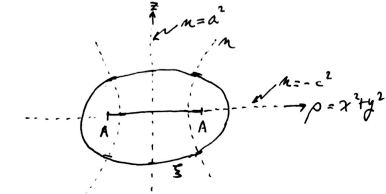 z
n = a²
n
n = -c²
ρ = x²+y²
A A
ξ